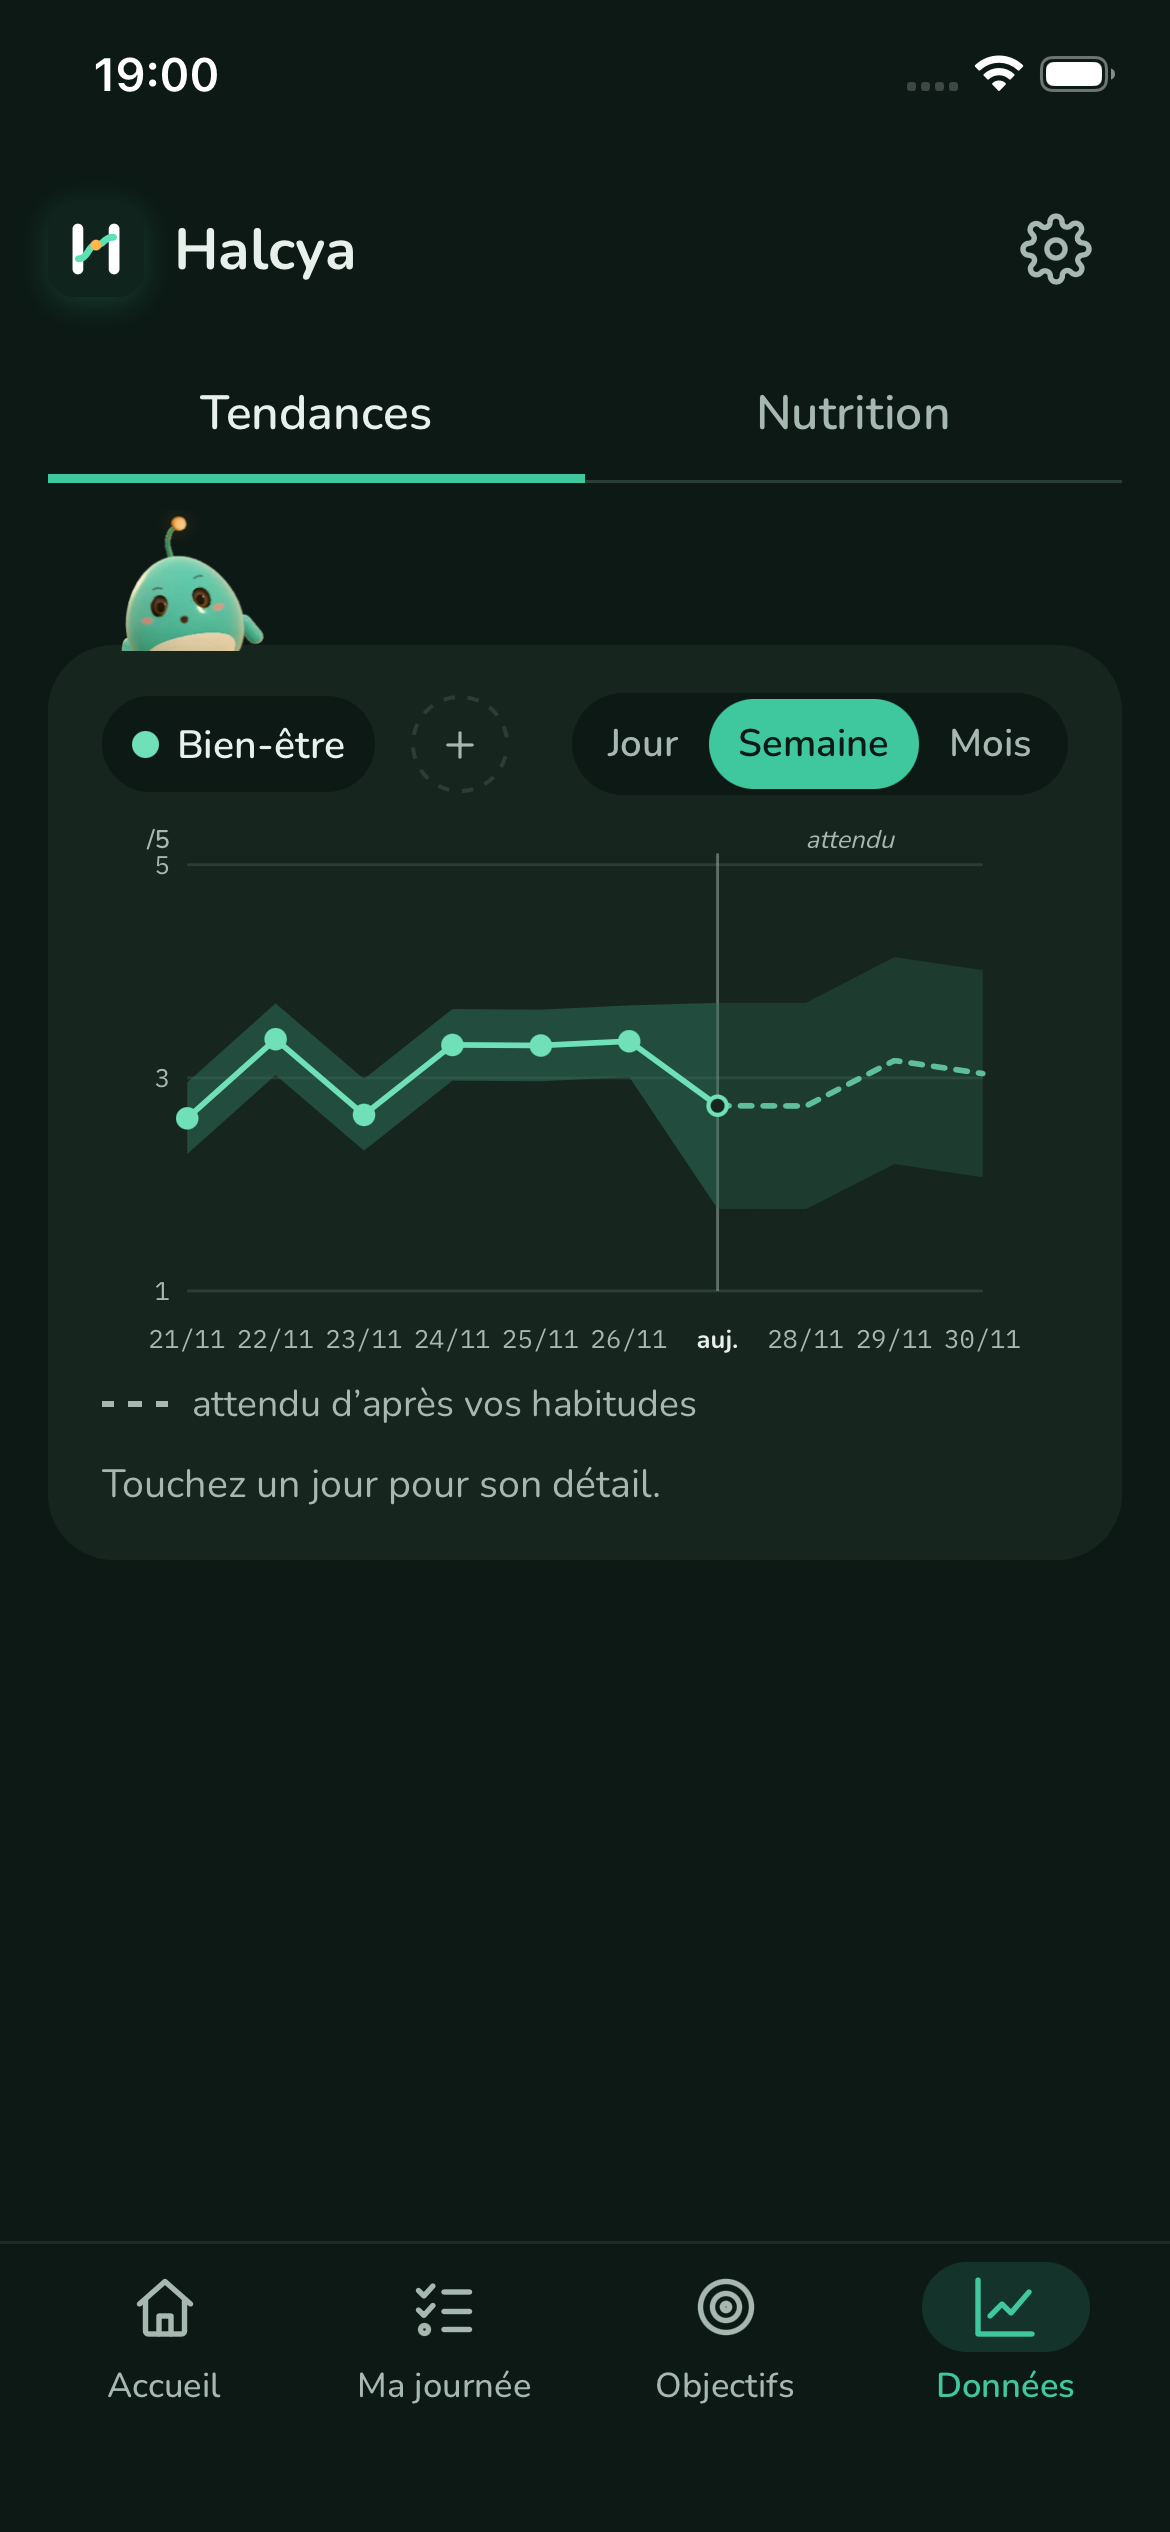 19:00
Halcya
Tendances
Nutrition
Bien-être
+
Jour Semaine Mois
/5
attendu
5
3
1
21/11 22/11 23/11 24/11 25/11 26/11 auj. 28/11 29/11 30/11
attendu d’après vos habitudes
Touchez un jour pour son détail.
Accueil
Ma journée
Objectifs
Données